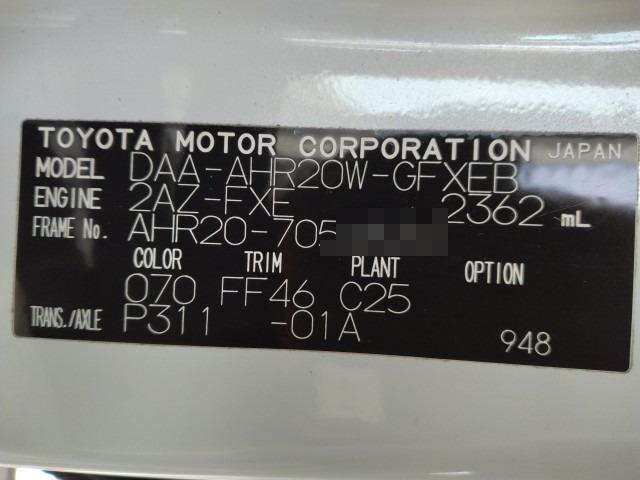 TOYOTA MOTOR CORPORATION JAPAN
MODEL DAA-AHR20W-GFXEB
ENGINE 2AZ-FXE 2362 mL
FRAME No. AHR20-705
COLOR TRIM PLANT OPTION
070 FF46 C25
TRANS./AXLE P311 -01A 948